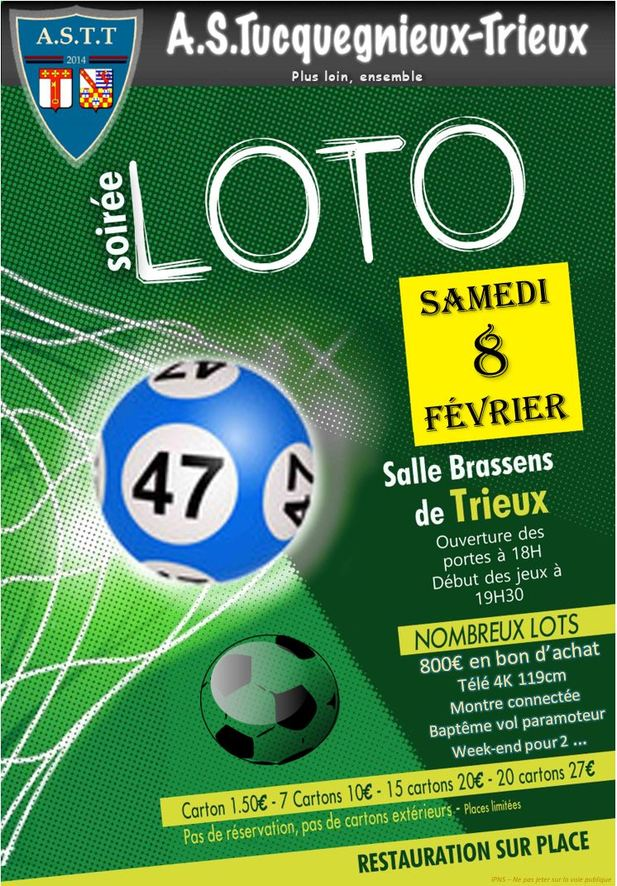 A.S.T.T
2014
A.S.Tucquegnieux-Trieux
Plus loin, ensemble
soirée
LOTO
SAMEDI
8
FÉVRIER
47
47
47
Salle Brassens
de Trieux
Ouverture des
portes à 18H
Début des jeux à
19H30
NOMBREUX LOTS
800€ en bon d'achat
Télé 4K 119cm
Montre connectée
Baptême vol paramoteur
Week-end pour 2 ...
Carton 1.50€ - 7 Cartons 10€ - 15 cartons 20€ - 20 cartons 27€
Pas de réservation, pas de cartons extérieurs - Places limitées
RESTAURATION SUR PLACE
IPNS – Ne pas jeter sur la voie publique